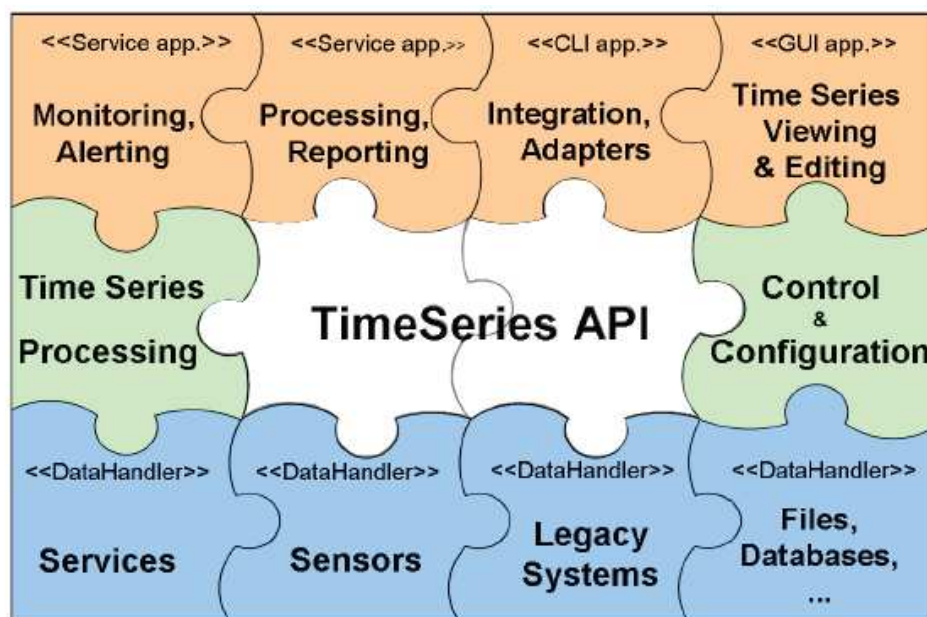 <<Service app.>>
Monitoring,
Alerting
<<Service app.>>
Processing,
Reporting
<<CLI app.>>
Integration,
Adapters
<<GUI app.>>
Time Series
Viewing
& Editing
Time Series
Processing
TimeSeries API
Control
&
Configuration
<<DataHandler>>
Services
<<DataHandler>>
Sensors
<<DataHandler>>
Legacy
Systems
<<DataHandler>>
Files,
Databases,
...